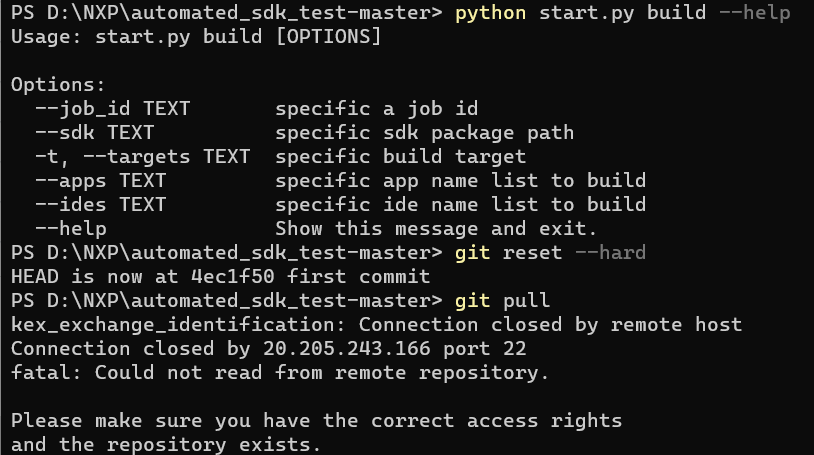 PS D:\NXP\automated_sdk_test-master> python start.py build --help
Usage: start.py build [OPTIONS]

Options:
  --job_id TEXT       specific a job id
  --sdk TEXT          specific sdk package path
  -t, --targets TEXT  specific build target
  --apps TEXT         specific app name list to build
  --ides TEXT         specific ide name list to build
  --help              Show this message and exit.
PS D:\NXP\automated_sdk_test-master> git reset --hard
HEAD is now at 4ec1f50 first commit
PS D:\NXP\automated_sdk_test-master> git pull
kex_exchange_identification: Connection closed by remote host
Connection closed by 20.205.243.166 port 22
fatal: Could not read from remote repository.

Please make sure you have the correct access rights
and the repository exists.